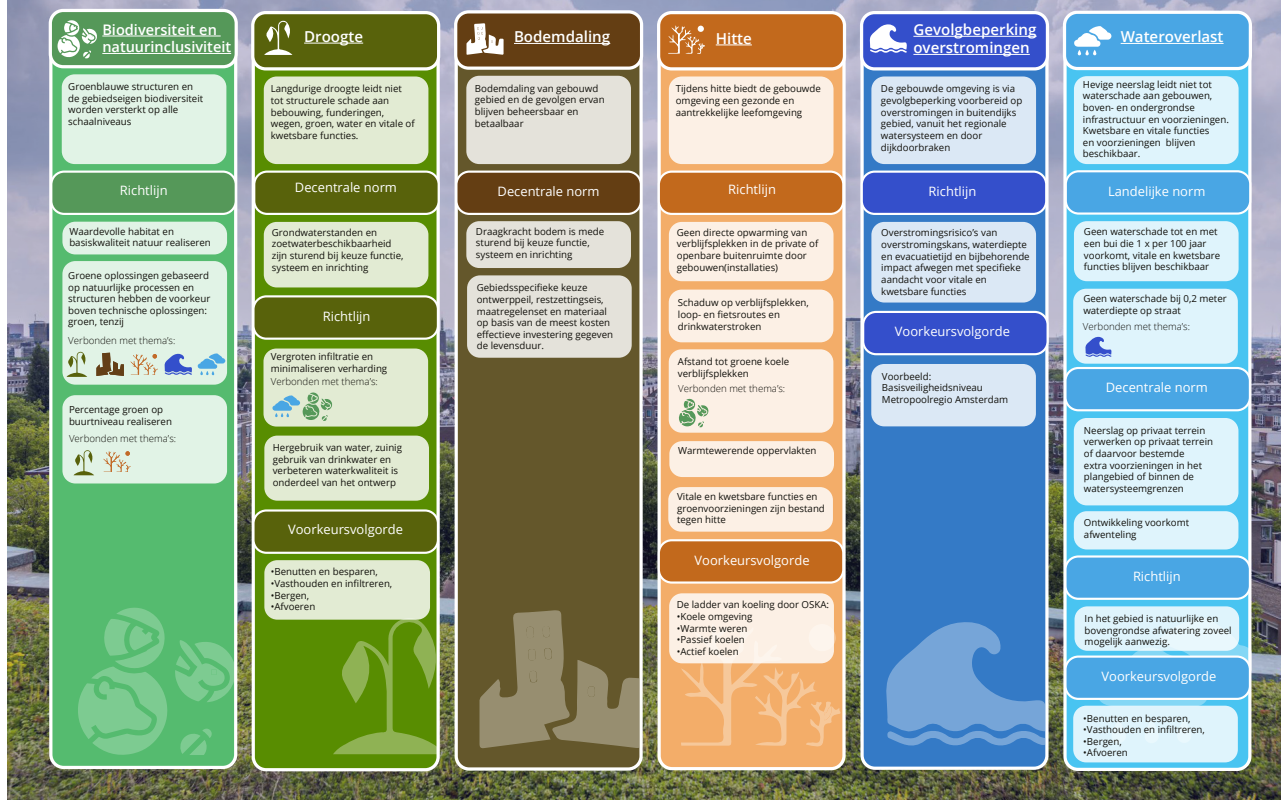 Biodiversiteit en
natuurinclusiviteit
Groenblauwe structuren en
de gebiedseigen biodiversiteit
worden versterkt op alle
schaalniveaus
Richtlijn
Waardevolle habitat en
basiskwaliteit natuur realiseren
Groene oplossingen gebaseerd
op natuurlijke processen en
structuren hebben de voorkeur
boven technische oplossingen:
groen, tenzij
Verbonden met thema's:
Percentage groen op
buurtniveau realiseren
Verbonden met thema's:
Droogte
Langdurige droogte leidt niet
tot structurele schade aan
bebouwing, funderingen,
wegen, groen, water en vitale of
kwetsbare functies.
Decentrale norm
Grondwaterstanden en
zoetwaterbeschikbaarheid
zijn sturend bij keuze functie,
systeem en inrichting
Richtlijn
Vergroten infiltratie en
minimaliseren verharding
Verbonden met thema's:
Hergebruik van water, zuinig
gebruik van drinkwater en
verbeteren waterkwaliteit is
onderdeel van het ontwerp
Voorkeursvolgorde
•Benutten en besparen,
•Vasthouden en infiltreren,
•Bergen,
•Afvoeren
Bodemdaling
Bodemdaling van gebouwd
gebied en de gevolgen ervan
blijven beheersbaar en
betaalbaar
Decentrale norm
Draagkracht bodem is mede
sturend bij keuze functie,
systeem en inrichting
Gebiedsspecifieke keuze
ontwerppeil, restzettingseis,
maatregelenset en materiaal
op basis van de meest kosten
effectieve investering gegeven
de levensduur.
Hitte
Tijdens hitte biedt de gebouwde
omgeving een gezonde en
aantrekkelijke leefomgeving
Richtlijn
Geen directe opwarming van
verblijfsplekken in de private of
openbare buitenruimte door
gebouwen(installaties)
Schaduw op verblijfsplekken,
loop- en fietsroutes en
drinkwaterstroken
Afstand tot groene koele
verblijfsplekken
Verbonden met thema's:
Warmtewerende oppervlakten
Vitale en kwetsbare functies en
groenvoorzieningen zijn bestand
tegen hitte
Voorkeursvolgorde
De ladder van koeling door OSKA:
•Koele omgeving
•Warmte weren
•Passief koelen
•Actief koelen
Gevolgbeperking
overstromingen
De gebouwde omgeving is via
gevolgbeperking voorbereid op
overstromingen in buitendijks
gebied, vanuit het regionale
watersysteem en door
dijkdoorbraken
Richtlijn
Overstromingsrisico's van
overstromingskans, waterdiepte
en evacuatietijd en bijbehorende
impact afwegen met specifieke
aandacht voor vitale en
kwetsbare functies
Voorkeursvolgorde
Voorbeeld:
Basisveiligheidsniveau
Metropoolregio Amsterdam
Wateroverlast
Hevige neerslag leidt niet tot
waterschade aan gebouwen,
boven- en ondergrondse
infrastructuur en voorzieningen.
Kwetsbare en vitale functies
en voorzieningen blijven
beschikbaar.
Landelijke norm
Geen waterschade tot en met
een bui die 1 x per 100 jaar
voorkomt, vitale en kwetsbare
functies blijven beschikbaar
Geen waterschade bij 0,2 meter
waterdiepte op straat
Verbonden met thema's:
Decentrale norm
Neerslag op privaat terrein
verwerken op privaat terrein
of daarvoor bestemde
extra voorzieningen in het
plangebied of binnen de
watersysteemgrenzen
Ontwikkeling voorkomt
afwenteling
Richtlijn
In het gebied is natuurlijke en
bovengrondse afwatering zoveel
mogelijk aanwezig.
Voorkeursvolgorde
•Benutten en besparen,
•Vasthouden en infiltreren,
•Bergen,
•Afvoeren